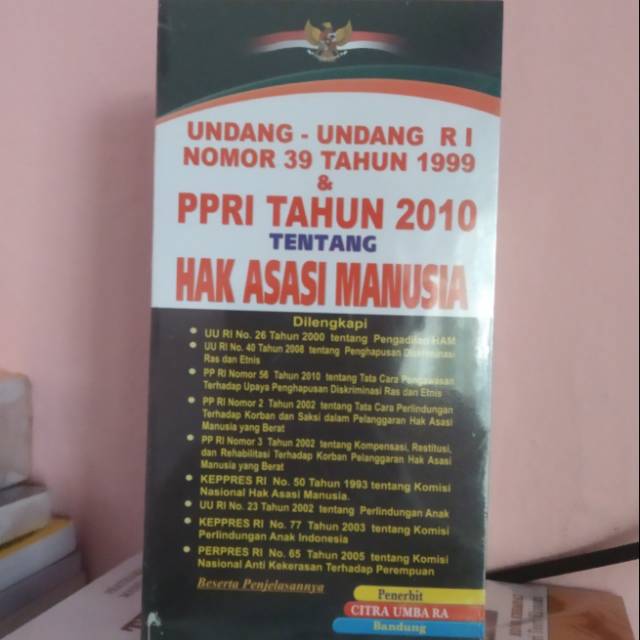 UNDANG - UNDANG R I
NOMOR 39 TAHUN 1999
&
PPRI TAHUN 2010
TENTANG
HAK ASASI MANUSIA
Dilengkapi
• UU RI No. 26 Tahun 2000 tentang Pengadilan HAM
• UU RI No. 40 Tahun 2008 tentang Penghapusan Diskriminasi
Ras dan Etnis
• PP RI Nomor 56 Tahun 2010 tentang Tata Cara Pengawasan
Terhadap Upaya Penghapusan Diskriminasi Ras dan Etnis
• PP RI Nomor 2 Tahun 2002 tentang Tata Cara Perlindungan
Terhadap Korban dan Saksi dalam Pelanggaran Hak Asasi
Manusia yang Berat
• PP RI Nomor 3 Tahun 2002 tentang Kompensasi, Restitusi,
dan Rehabilitasi Terhadap Korban Pelanggaran Hak Asasi
Manusia yang Berat
• KEPPRES RI No. 50 Tahun 1993 tentang Komisi
Nasional Hak Asasi Manusia.
• UU RI No. 23 Tahun 2002 tentang Perlindungan Anak
• KEPPRES RI No. 77 Tahun 2003 tentang Komisi
Perlindungan Anak Indonesia
• PERPRES RI No. 65 Tahun 2005 tentang Komisi
Nasional Anti Kekerasan Terhadap Perempuan
Beserta Penjelasannya
Penerbit
CITRA UMBARA
Bandung